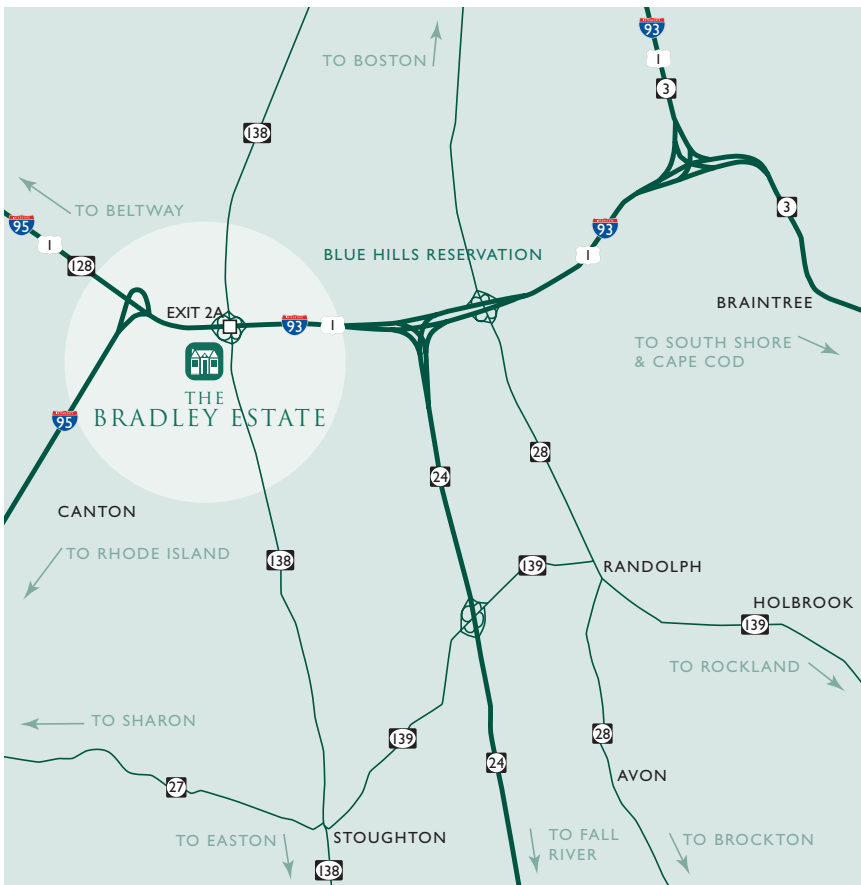 93
1
TO BOSTON
3
138
TO BELTWAY
3
95
1
93
128
BLUE HILLS RESERVATION
1
BRAINTREE
EXIT 2A
93
1
TO SOUTH SHORE
& CAPE COD
THE
BRADLEY ESTATE
95
28
24
CANTON
TO RHODE ISLAND
138
139
RANDOLPH
HOLBROOK
139
TO ROCKLAND
TO SHARON
139
28
24
AVON
27
TO EASTON
STOUGHTON
TO FALL
RIVER
TO BROCKTON
138